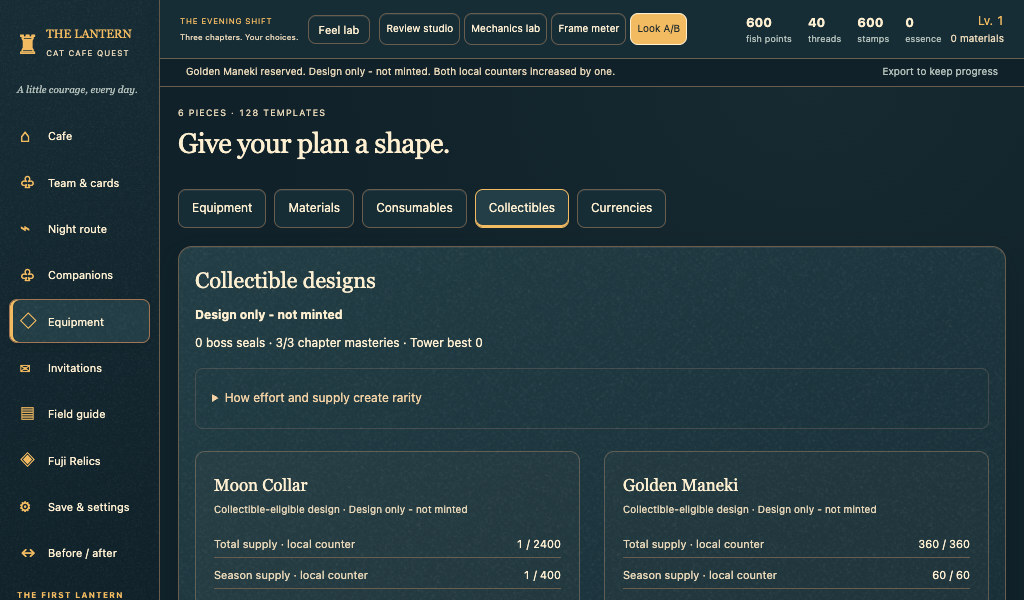 THE LANTERN
CAT CAFE QUEST
A little courage, every day.
Cafe
Team & cards
Night route
Companions
Equipment
Invitations
Field guide
Fuji Relics
Save & settings
Before / after
THE FIRST LANTERN
THE EVENING SHIFT
Three chapters. Your choices.
Feel lab
Review studio
Mechanics lab
Frame meter
Look A/B
600 fish points
40 threads
600 stamps
0 essence
Lv. 1
0 materials
Golden Maneki reserved. Design only - not minted. Both local counters increased by one.
Export to keep progress
6 PIECES · 128 TEMPLATES
Give your plan a shape.
Equipment
Materials
Consumables
Collectibles
Currencies
Collectible designs
Design only - not minted
0 boss seals · 3/3 chapter masteries · Tower best 0
How effort and supply create rarity
Moon Collar
Collectible-eligible design · Design only - not minted
Total supply · local counter 1 / 2400
Season supply · local counter 1 / 400
Golden Maneki
Collectible-eligible design · Design only - not minted
Total supply · local counter 360 / 360
Season supply · local counter 60 / 60